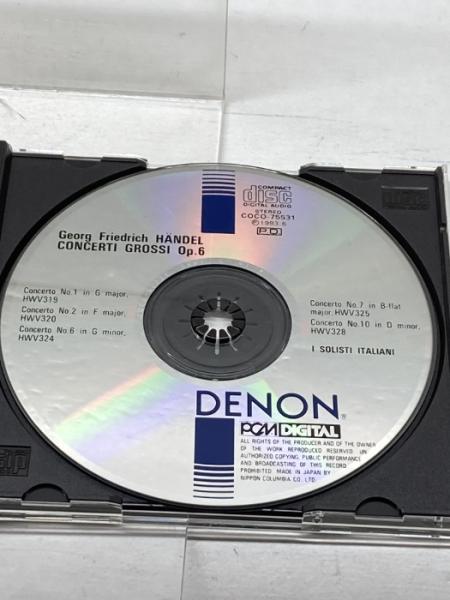 COMPACT
disc
DIGITAL AUDIO
STEREO
COCO-75531
Ⓟ1993.6
P.D
Georg Friedrich HÄNDEL
CONCERTI GROSSI Op.6
Concerto No.1 in G major,
HWV319
Concerto No.2 in F major,
HWV320
Concerto No.6 in G minor,
HWV324
Concerto No.7 in B-flat
major, HWV325
Concerto No.10 in D minor,
HWV328
I SOLISTI ITALIANI
DENON®
PCM DIGITAL
ALL RIGHTS OF THE PRODUCER AND OF THE OWNER
OF THE WORK REPRODUCED RESERVED UN
AUTHORIZED COPYING, PUBLIC PERFORMANCE
AND BROADCASTING OF THIS RECORD
PROHIBITED MADE IN JAPAN BY
NIPPON COLUMBIA CO., LTD.